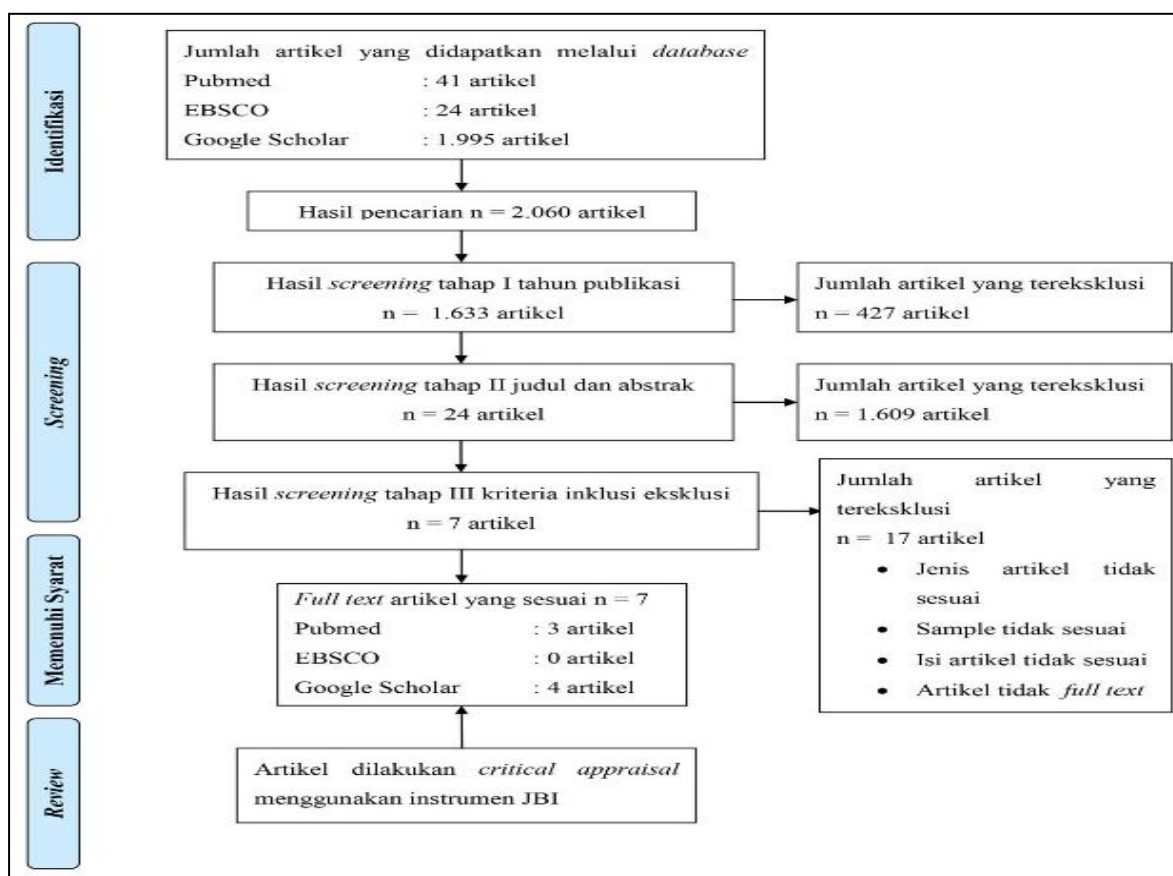 Identifikasi
Jumlah artikel yang didapatkan melalui database
Pubmed : 41 artikel
EBSCO : 24 artikel
Google Scholar : 1.995 artikel
Hasil pencarian n = 2.060 artikel
Screening
Hasil screening tahap I tahun publikasi
n = 1.633 artikel
Jumlah artikel yang tereksklusi
n = 427 artikel
Hasil screening tahap II judul dan abstrak
n = 24 artikel
Jumlah artikel yang tereksklusi
n = 1.609 artikel
Hasil screening tahap III kriteria inklusi eksklusi
n = 7 artikel
Jumlah artikel yang
tereksklusi
n = 17 artikel
• Jenis artikel tidak
sesuai
• Sample tidak sesuai
• Isi artikel tidak sesuai
• Artikel tidak full text
Memenuhi Syarat
Full text artikel yang sesuai n = 7
Pubmed : 3 artikel
EBSCO : 0 artikel
Google Scholar : 4 artikel
Review
Artikel dilakukan critical appraisal
menggunakan instrumen JBI